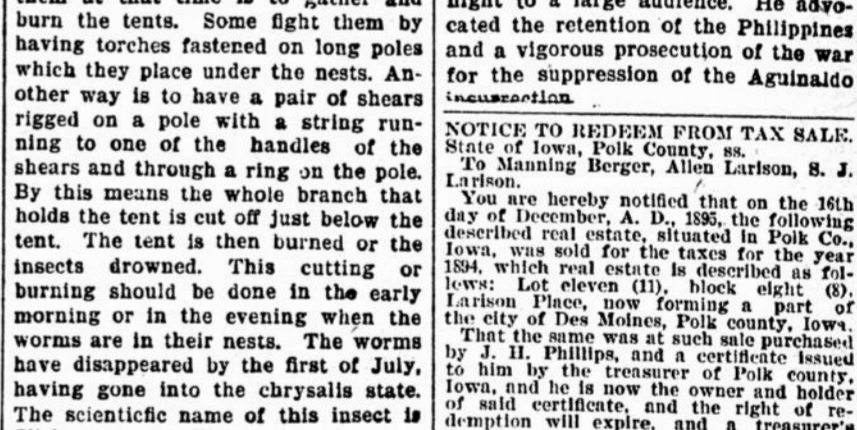 them at that time is to gather and
burn the tents. Some fight them by
having torches fastened on long poles
which they place under the nests. An-
other way is to have a pair of shears
rigged on a pole with a string run-
ning to one of the handles of the
shears and through a ring on the pole.
By this means the whole branch that
holds the tent is cut off just below the
tent. The tent is then burned or the
insects drowned. This cutting or
burning should be done in the early
morning or in the evening when the
worms are in their nests. The worms
have disappeared by the first of July,
having gone into the chrysalis state.
The scienticfic name of this insect is
night to a large audience. He advo-
cated the retention of the Philippines
and a vigorous prosecution of the war
for the suppression of the Aguinaldo
NOTICE TO REDEEM FROM TAX SALE.
State of Iowa, Polk County, ss.
To Manning Berger, Allen Larison, S. J.
Larison.
You are hereby notified that on the 16th
day of December, A. D., 1895, the following
described real estate, situated in Polk Co.,
Iowa, was sold for the taxes for the year
1894, which real estate is described as fol-
lews: Lot eleven (11), block eight (8),
Larison Place, now forming a part of
the city of Des Moines, Polk county, Iowa.
That the same was at such sale purchased
by J. H. Phillips, and a certificate issued
to him by the treasurer of Polk county,
Iowa, and he is now the owner and holder
of said certificate, and the right of re-
demption will expire, and a treasurer's